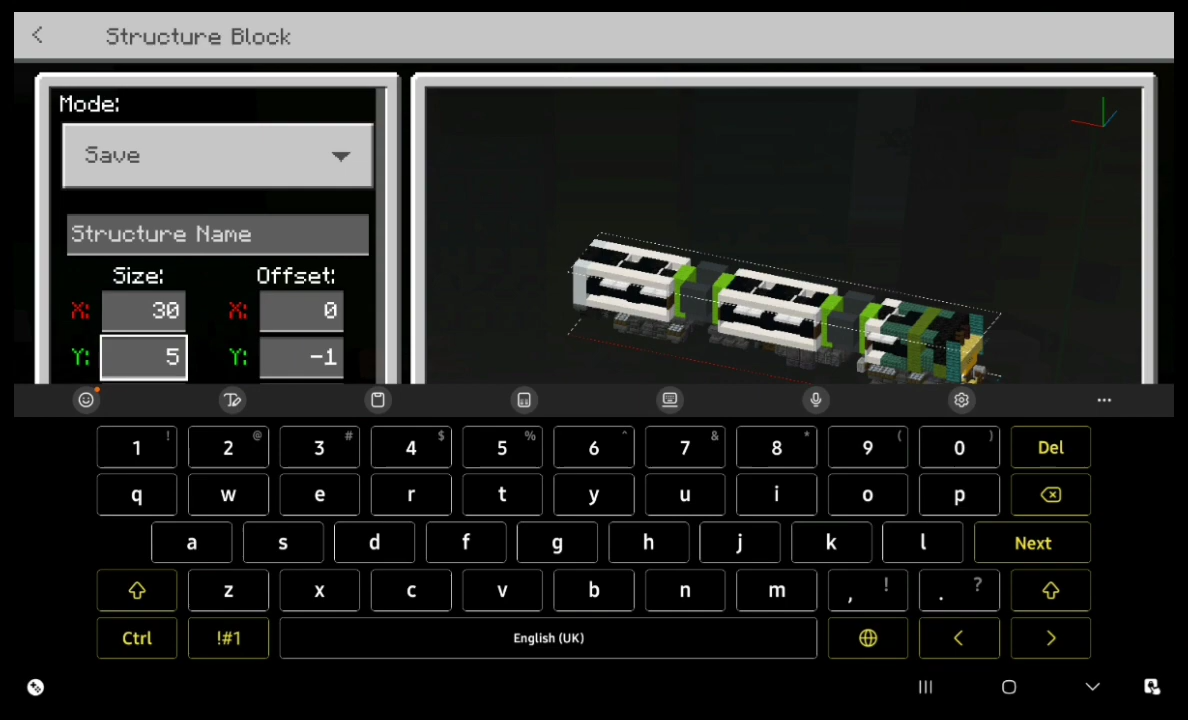 Structure Block
Mode:
Save
Structure Name
Size: Offset:
X: 30 X: 0
Y: 5 Y: -1
1 ! 2 @ 3 # 4 $ 5 % 6 ^ 7 & 8 * 9 ( 0 ) Del
q w e r t y u i o p
a s d f g h j k l Next
z x c v b n m , ! . ?
Ctrl !#1 English (UK) < >